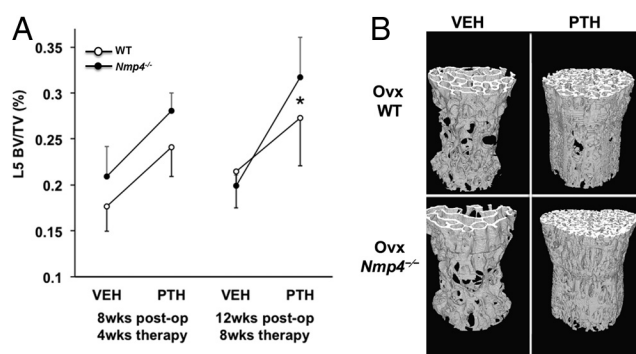 A
L5 BV/TV (%)
0.35
0.3
0.25
0.2
0.15
0.1
WT
Nmp4⁻/⁻
*
VEH PTH VEH PTH
8wks post-op 12wks post-op
4wks therapy 8wks therapy
B
VEH PTH
Ovx
WT
Ovx
Nmp4⁻/⁻